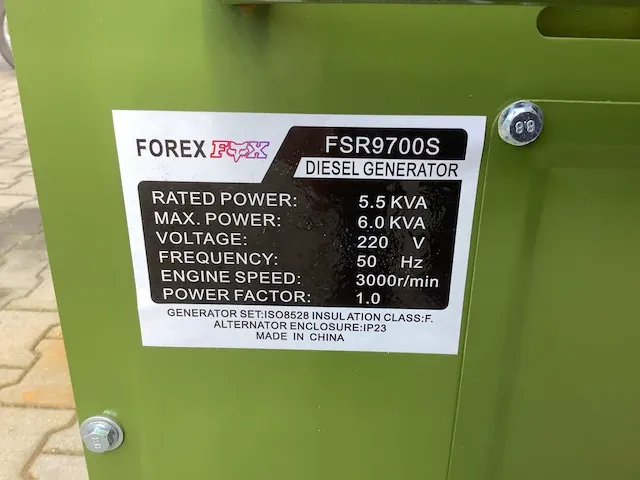 FOREX FOX
FSR9700S
DIESEL GENERATOR
RATED POWER: 5.5 KVA
MAX. POWER: 6.0 KVA
VOLTAGE: 220 V
FREQUENCY: 50 Hz
ENGINE SPEED: 3000r/min
POWER FACTOR: 1.0
GENERATOR SET:ISO8528 INSULATION CLASS:F.
ALTERNATOR ENCLOSURE:IP23
MADE IN CHINA
8.8